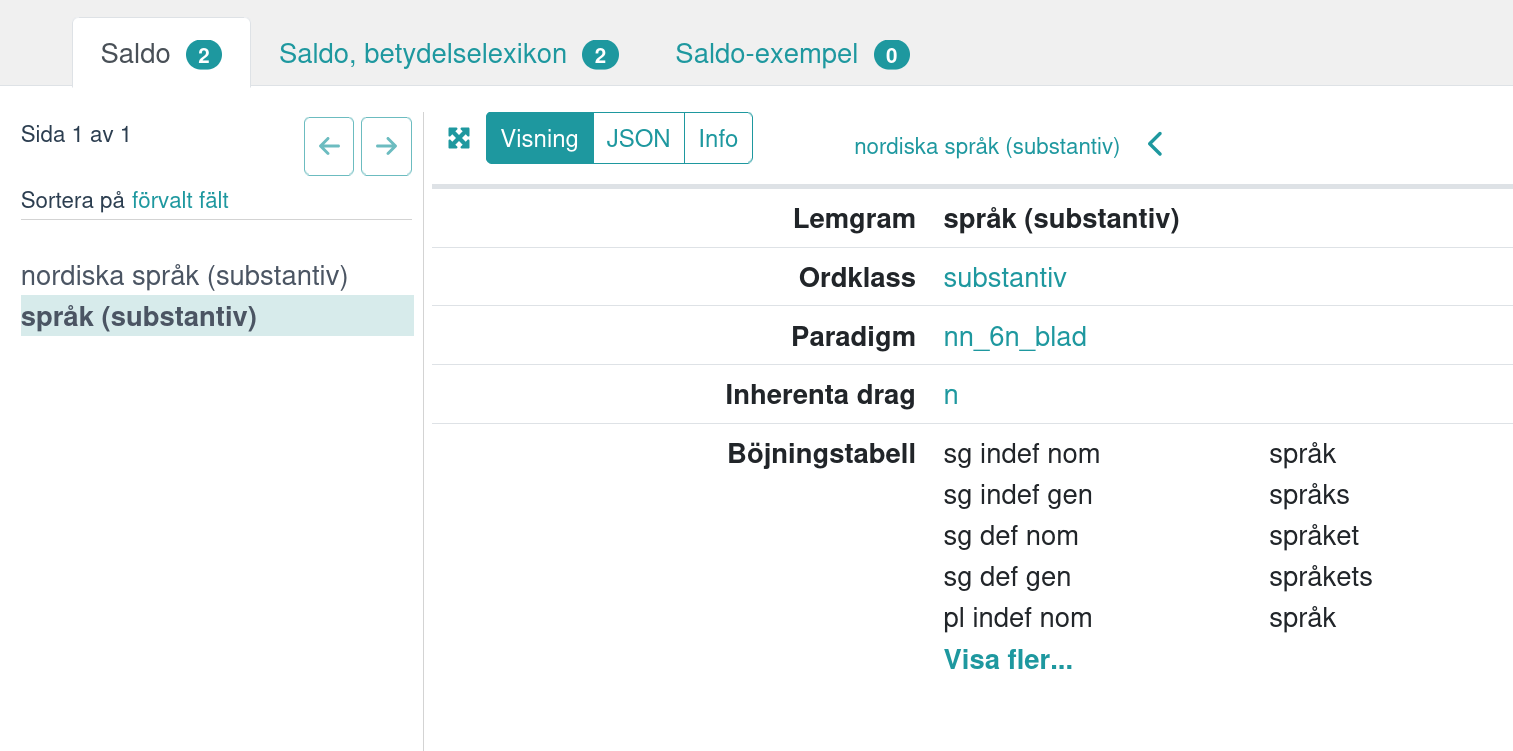 Saldo 2 Saldo, betydelselexikon 2 Saldo-exempel 0
Sida 1 av 1
Sortera på förvalt fält
nordiska språk (substantiv)
språk (substantiv)
Visning JSON Info nordiska språk (substantiv)
Lemgram språk (substantiv)
Ordklass substantiv
Paradigm nn_6n_blad
Inherenta drag n
Böjningstabell sg indef nom språk
sg indef gen språks
sg def nom språket
sg def gen språkets
pl indef nom språk
Visa fler...